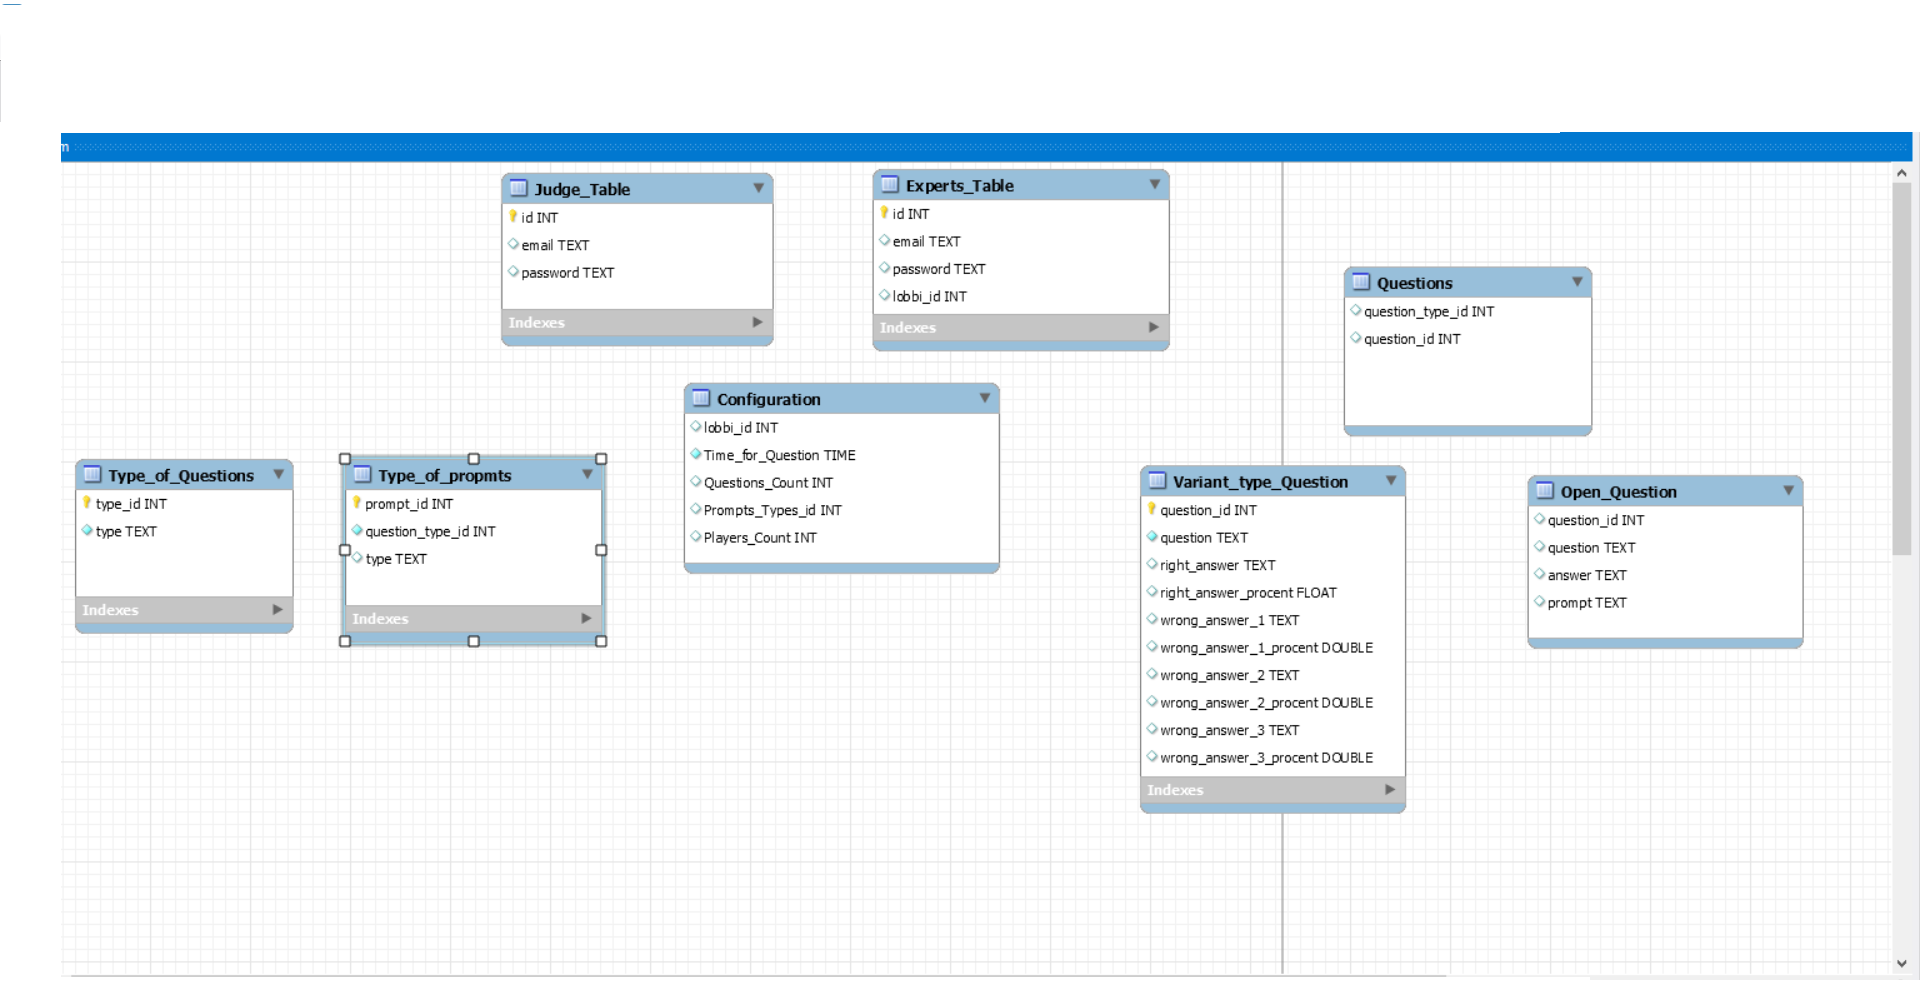 m
Judge_Table
id INT
email TEXT
password TEXT
Indexes
Experts_Table
id INT
email TEXT
password TEXT
lobbi_id INT
Indexes
Questions
question_type_id INT
question_id INT
Configuration
lobbi_id INT
Time_for_Question TIME
Questions_Count INT
Prompts_Types_id INT
Players_Count INT
Type_of_Questions
type_id INT
type TEXT
Indexes
Type_of_propmts
prompt_id INT
question_type_id INT
type TEXT
Indexes
Variant_type_Question
question_id INT
question TEXT
right_answer TEXT
right_answer_procent FLOAT
wrong_answer_1 TEXT
wrong_answer_1_procent DOUBLE
wrong_answer_2 TEXT
wrong_answer_2_procent DOUBLE
wrong_answer_3 TEXT
wrong_answer_3_procent DOUBLE
Indexes
Open_Question
question_id INT
question TEXT
answer TEXT
prompt TEXT